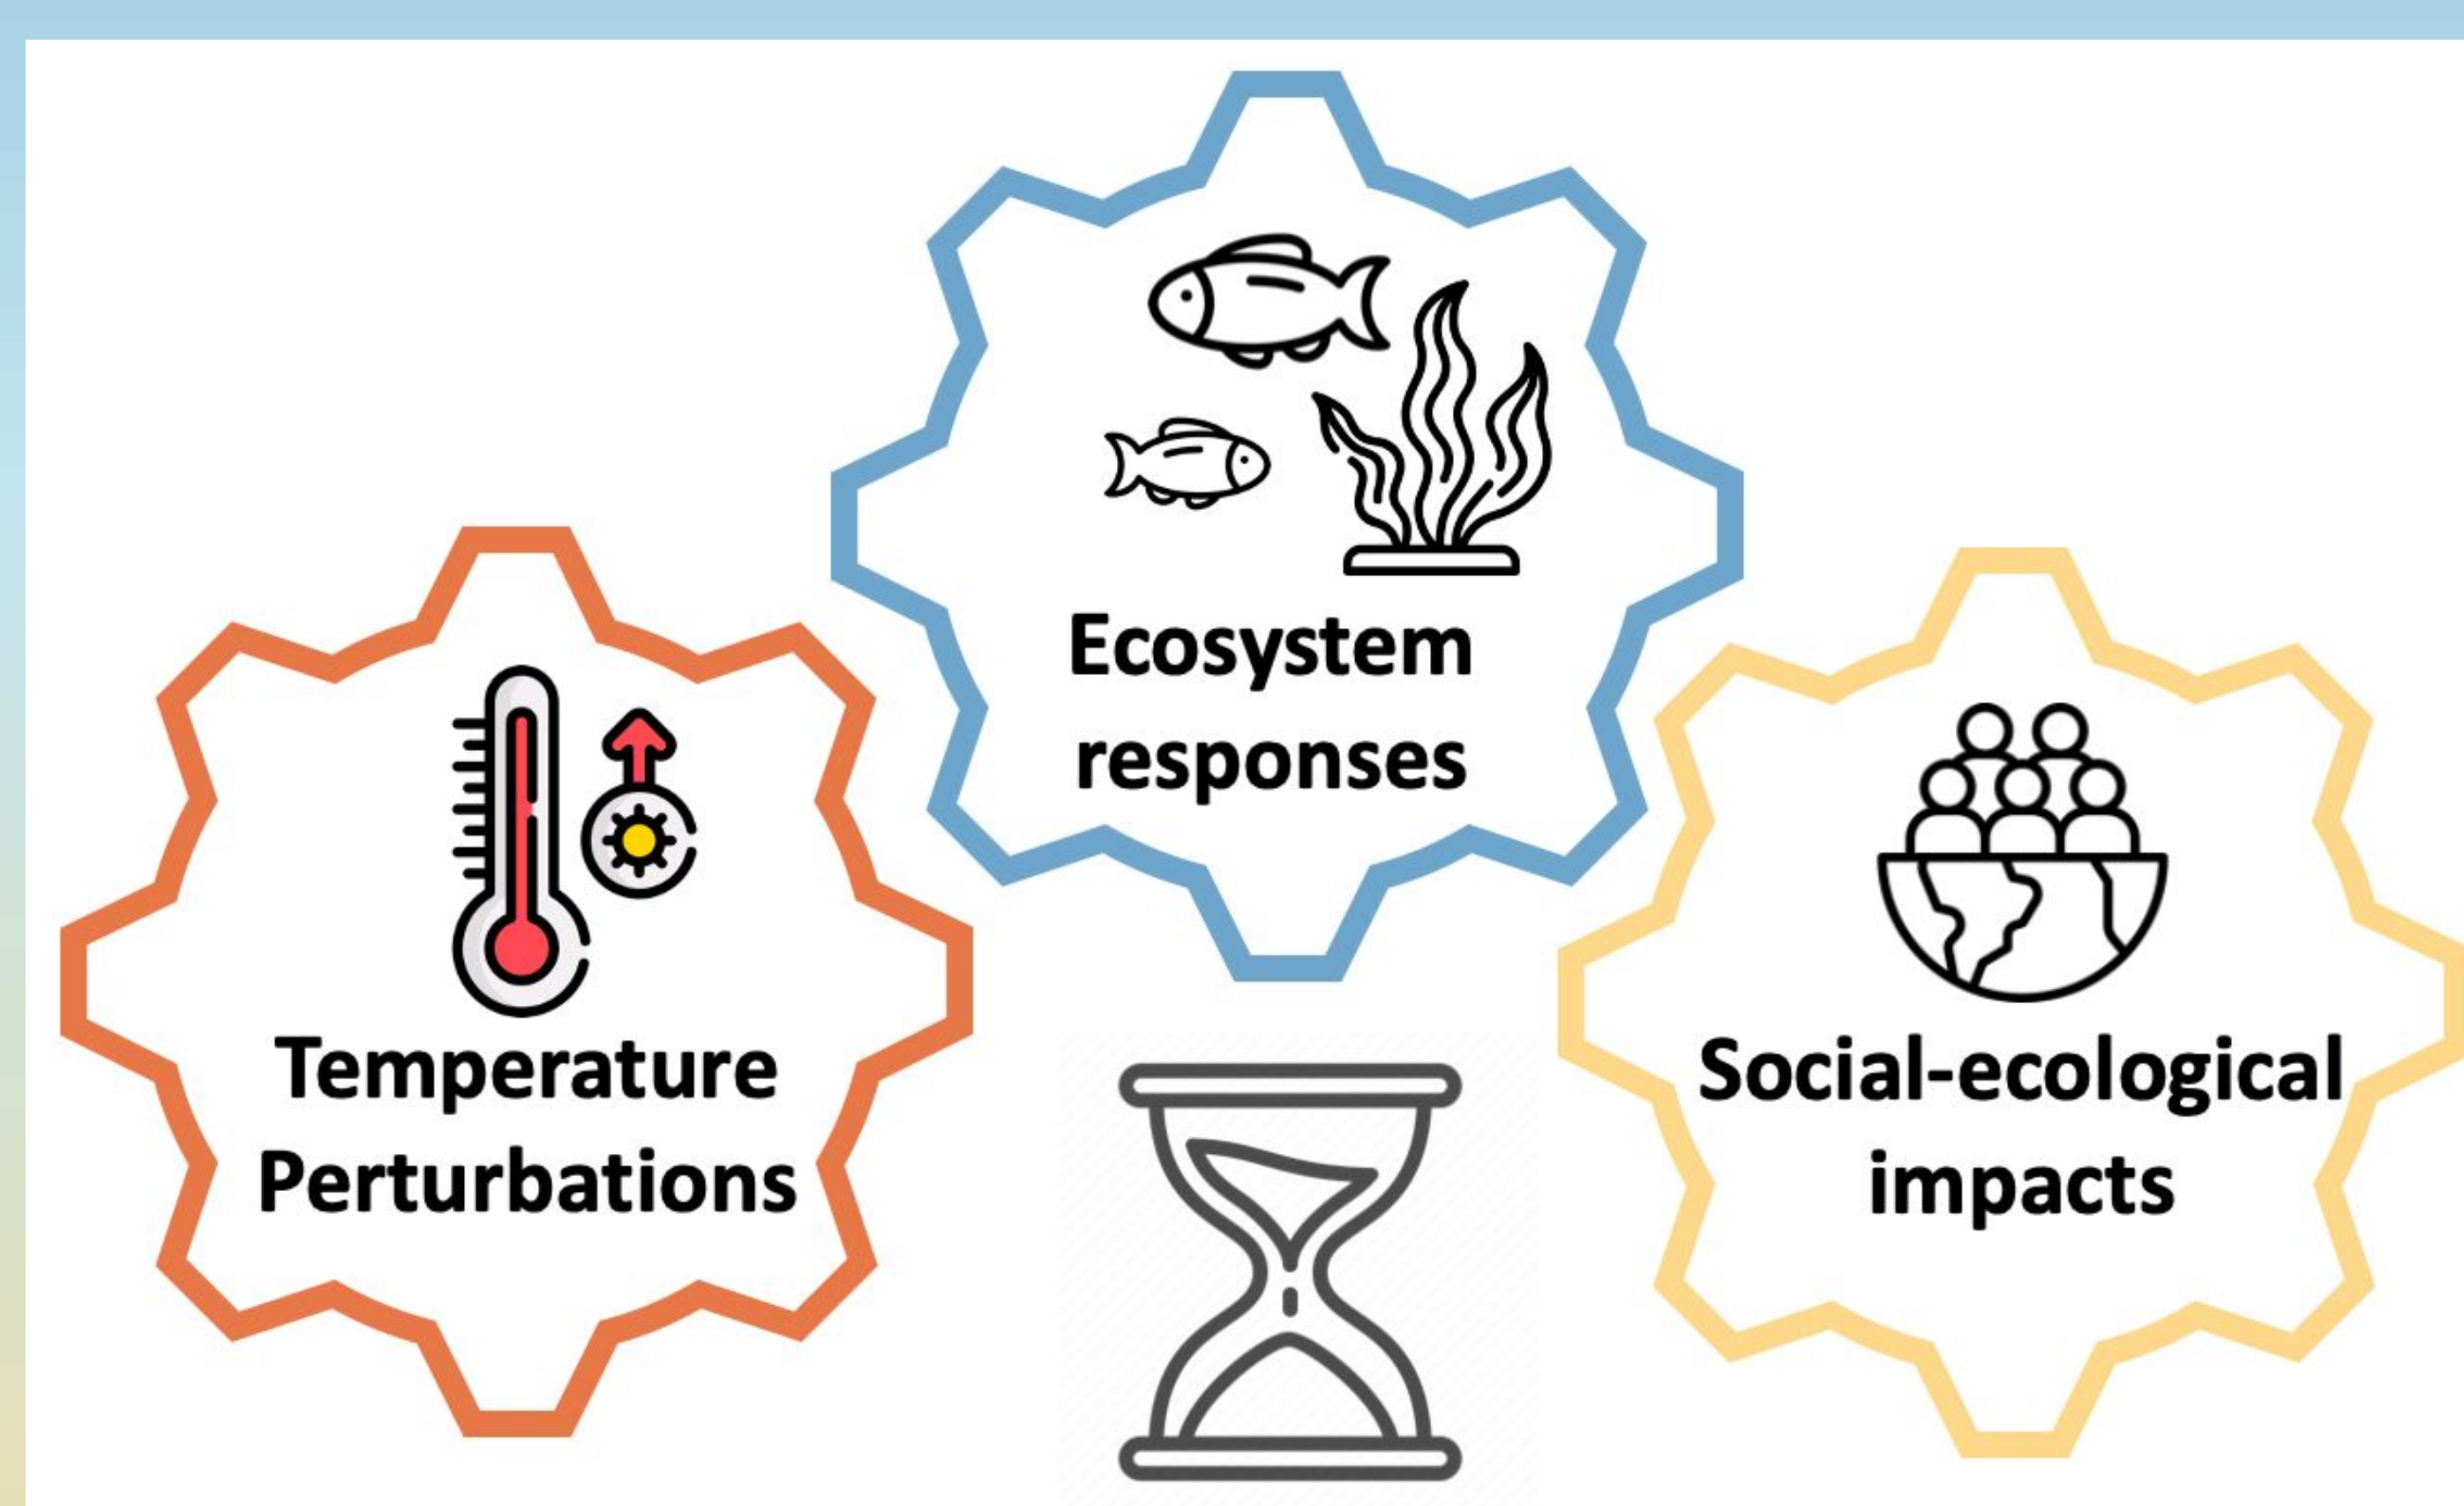 Ecosystem
responses
Temperature
Perturbations
Social-ecological
impacts